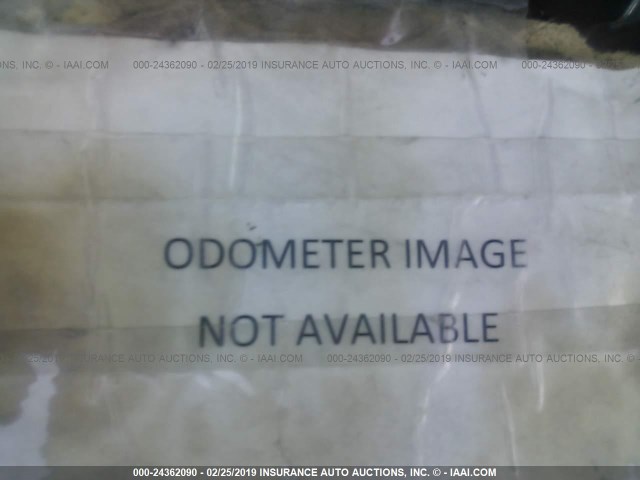 NS, INC. © - IAAI.COM 000-24362090 - 02/25/2019 INSURANCE AUTO AUCTIONS, INC. © - IAAI.COM 000-24362090 - 02/2
ODOMETER IMAGE
NOT AVAILABLE
AUTO AUCTIONS, INC. © - IAAI.COM 000-24362090 - 02/25/2019 INSURANCE AUTO AUCTIONS, INC.
000-24362090 - 02/25/2019 INSURANCE AUTO AUCTIONS, INC. © - IAAI.COM